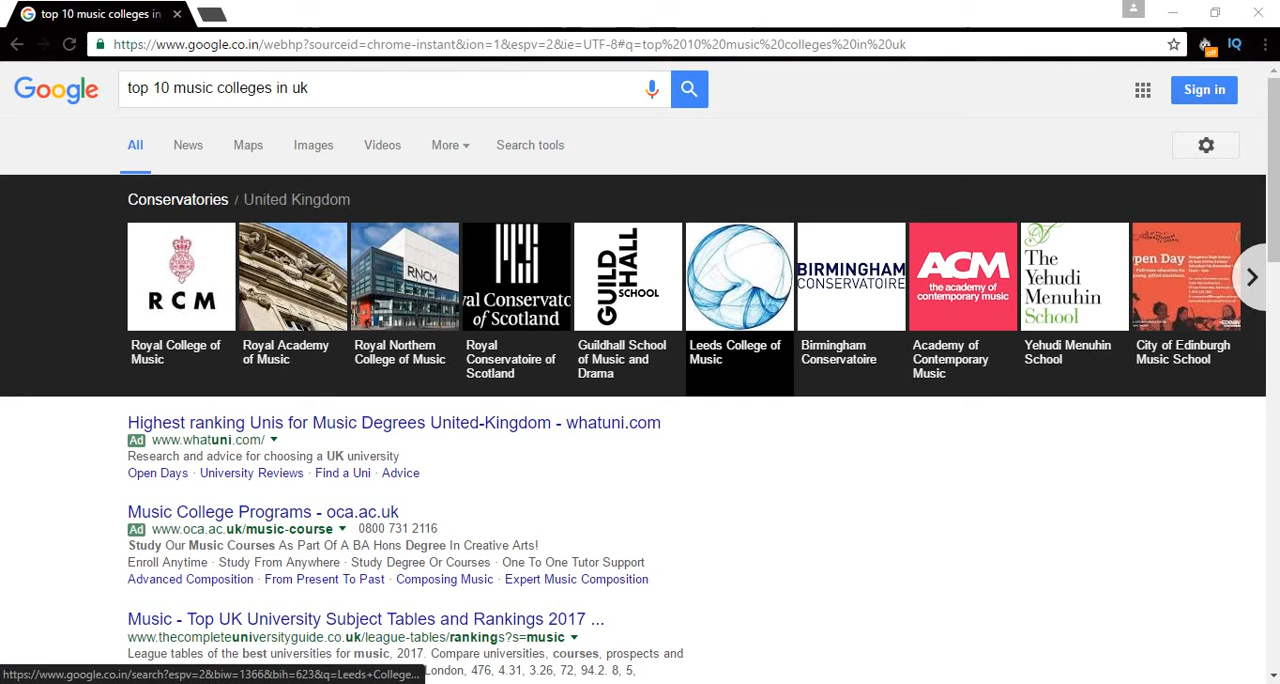 top 10 music colleges in
https://www.google.co.in/webhp?sourceid=chrome-instant&ion=1&espv=2&ie=UTF-8#q=top%2010%20music%20colleges%20in%20uk
off
IQ
Google
top 10 music colleges in uk
Sign in
All
News
Maps
Images
Videos
More
Search tools
Conservatories / United Kingdom
RCM
RNCM
al Conservato
of Scotland
GUILD
HALL
SCHOOL
BIRMINGHAM
CONSERVATOIRE
ACM
the academy of
contemporary music
The
Yehudi
Menuhin
School
pen Day
Royal College of
Music
Royal Academy
of Music
Royal Northern
College of Music
Royal
Conservatoire of
Scotland
Guildhall School
of Music and
Drama
Leeds College of
Music
Birmingham
Conservatoire
Academy of
Contemporary
Music
Yehudi Menuhin
School
City of Edinburgh
Music School
Highest ranking Unis for Music Degrees United-Kingdom - whatuni.com
Ad www.whatuni.com/
Research and advice for choosing a UK university
Open Days · University Reviews · Find a Uni · Advice
Music College Programs - oca.ac.uk
Ad www.oca.ac.uk/music-course 0800 731 2116
Study Our Music Courses As Part Of A BA Hons Degree In Creative Arts!
Enroll Anytime · Study From Anywhere · Study Degree Or Courses · One To One Tutor Support
Advanced Composition · From Present To Past · Composing Music · Expert Music Composition
Music - Top UK University Subject Tables and Rankings 2017 ...
www.thecompleteuniversityguide.co.uk/league-tables/rankings?s=music
League tables of the best universities for music, 2017. Compare universities, courses, prospects and
London, 476, 4.31, 3.26, 72, 94.2. 8, 5,
https://www.google.co.in/search?espv=2&biw=1366&bih=623&q=Leeds+College...